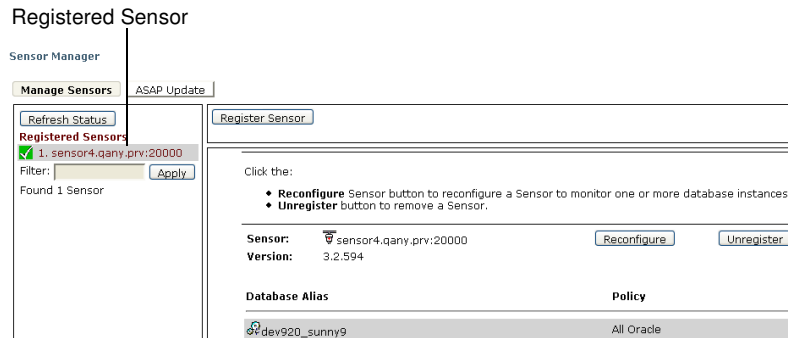 Registered Sensor
Sensor Manager
Manage Sensors ASAP Update
Refresh Status
Registered Sensors
1. sensor4.qany.prv:20000
Filter: Apply
Found 1 Sensor
Register Sensor
Click the:
Reconfigure Sensor button to reconfigure a Sensor to monitor one or more database instances
Unregister button to remove a Sensor.
Sensor: sensor4.qany.prv:20000 Reconfigure Unregister
Version: 3.2.594
Database Alias Policy
dev920_sunny9 All Oracle